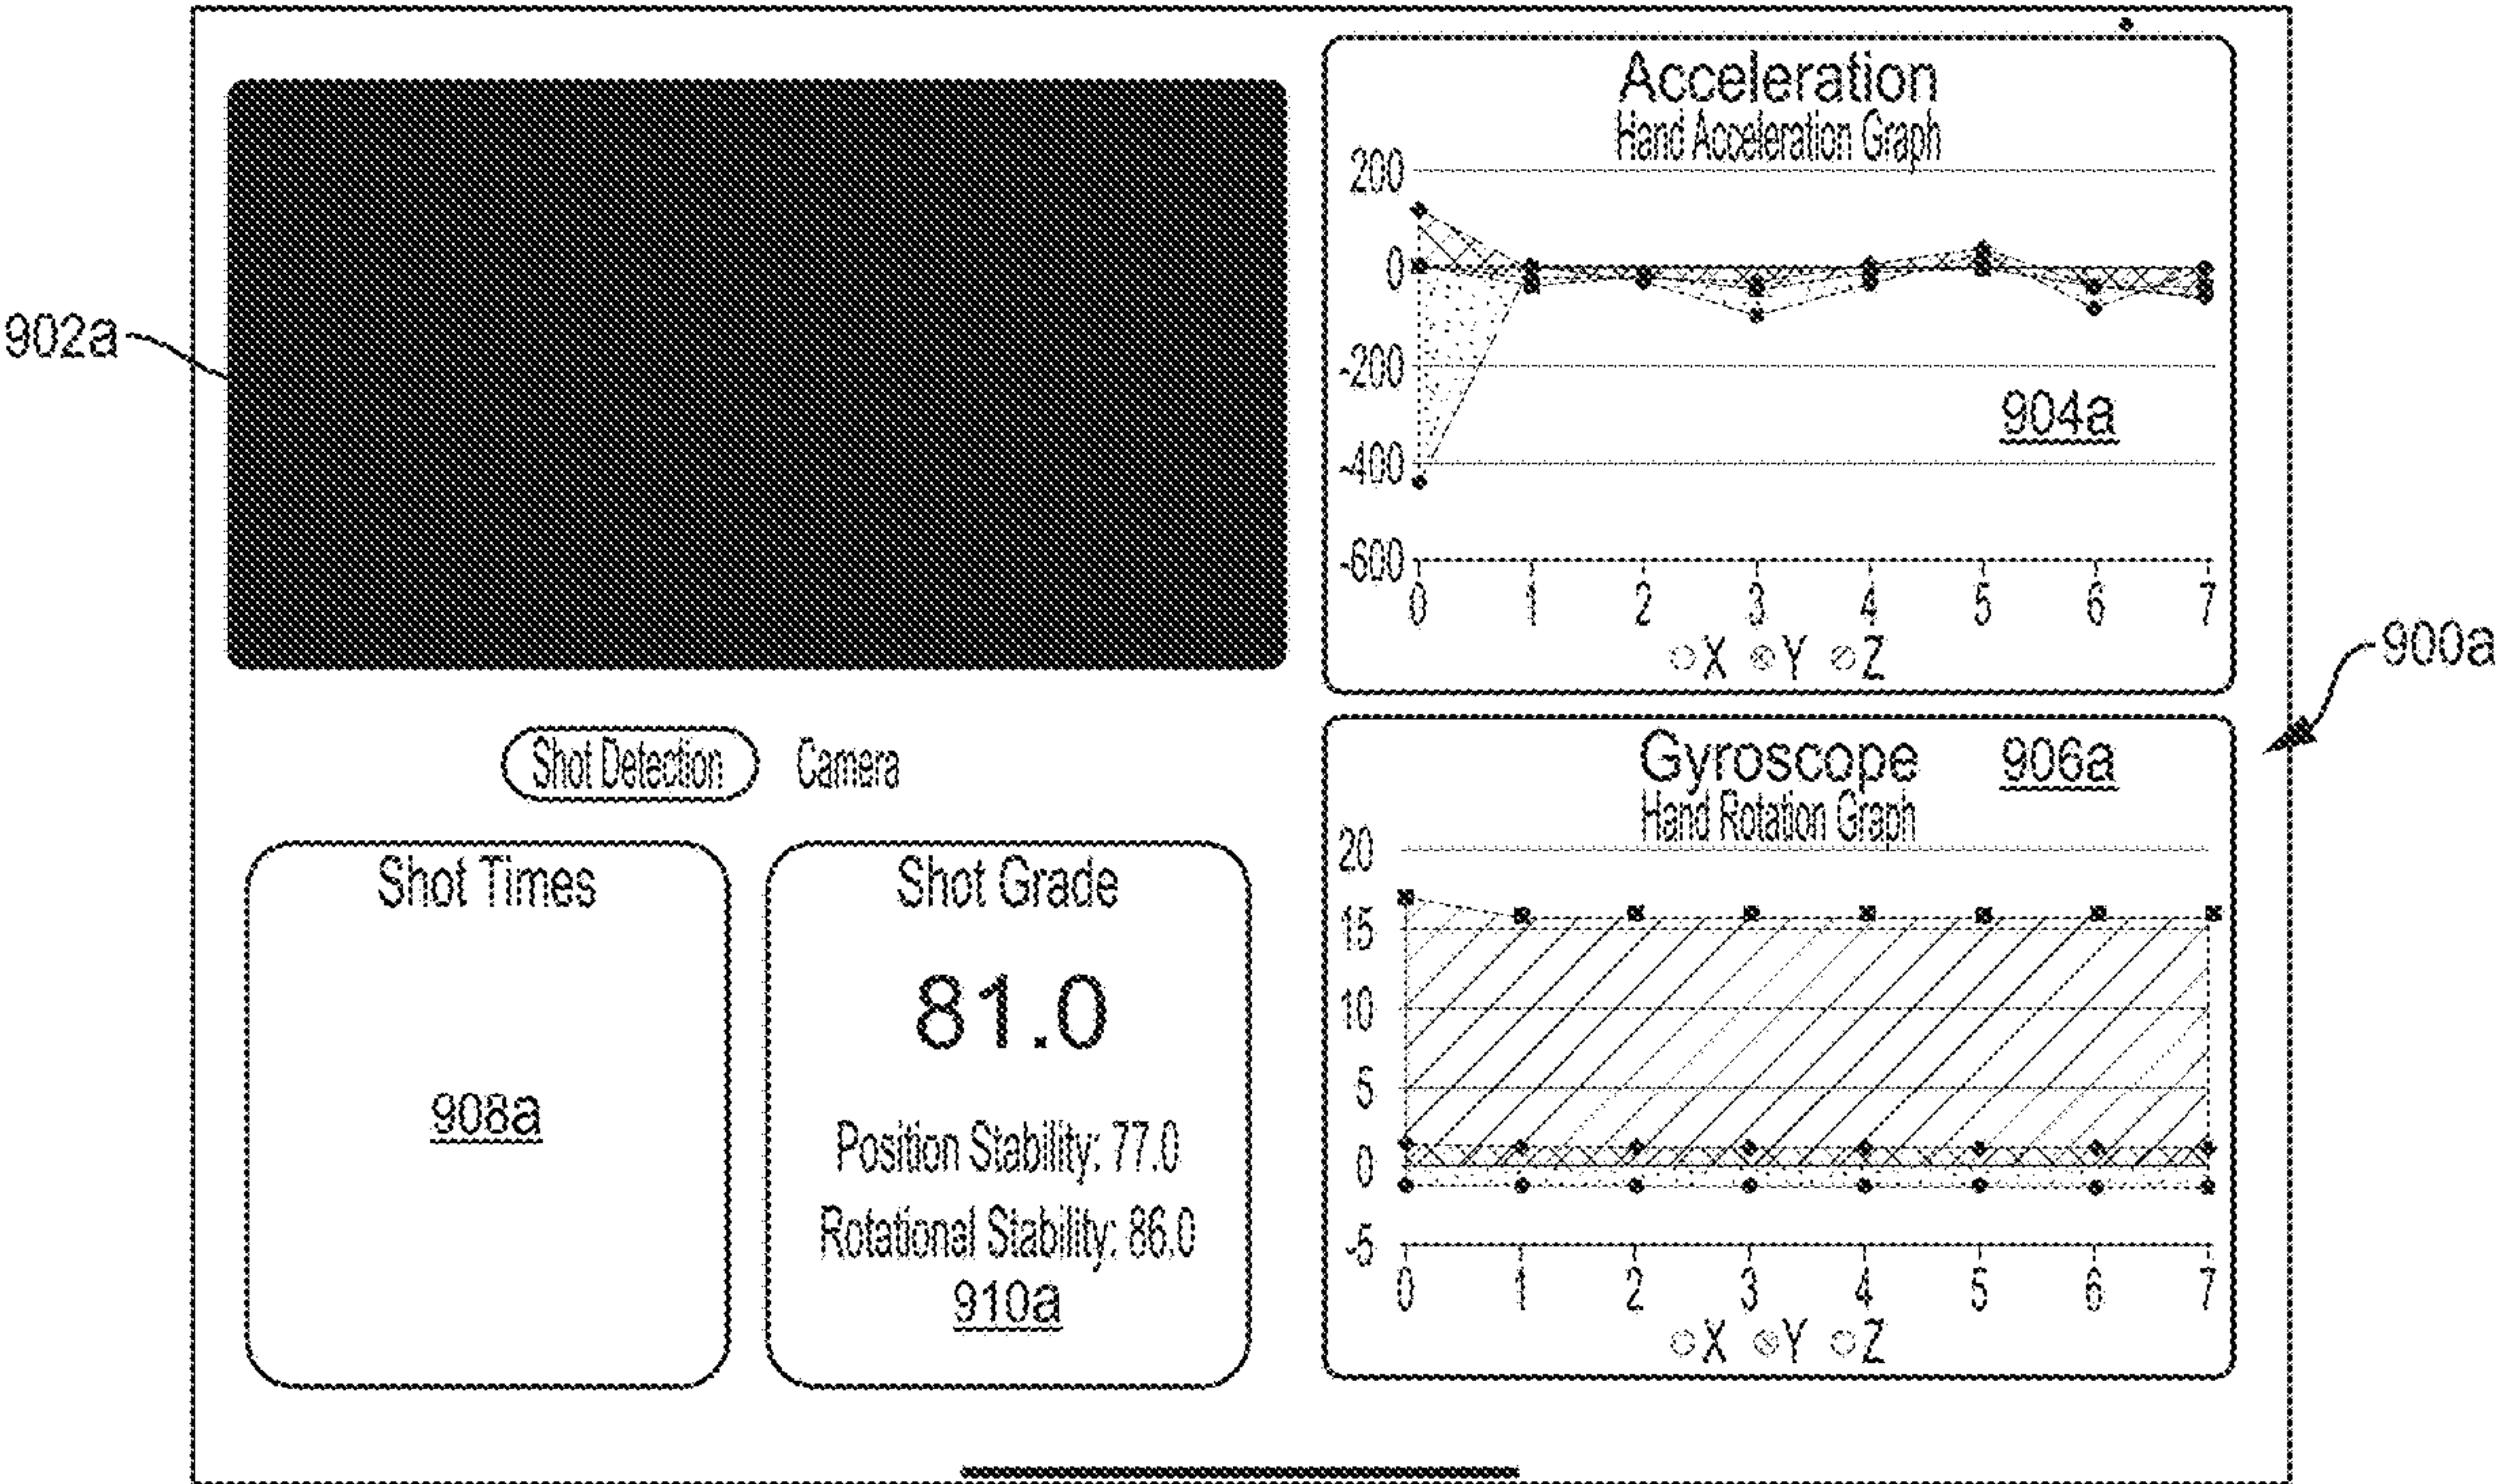 902a
Acceleration
Hand Acceleration Graph
200
0
-200
904a
-400
-600
0 1 2 3 4 5 6 7
X Y Z
900a
Shot Detection Camera
Gyroscope 906a
Hand Rotation Graph
20
15
10
5
0
-5
0 1 2 3 4 5 6 7
X Y Z
Shot Times
908a
Shot Grade
81.0
Position Stability: 77.0
Rotational Stability: 86.0
910a